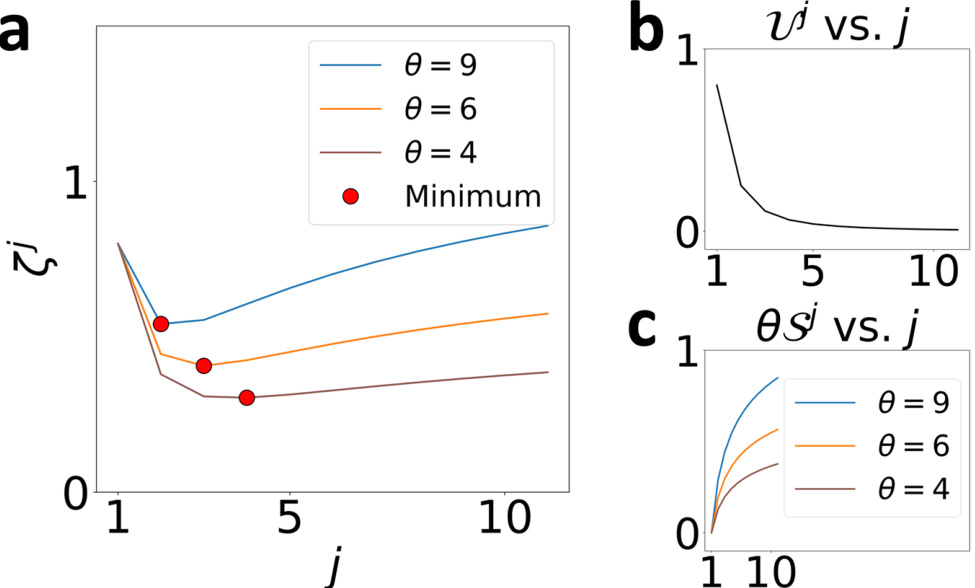 a
θ = 9
θ = 6
θ = 4
Minimum
1
0
ζʲ
1 5 10
j
b
𝒰ʲ vs. j
1
0
1 5 10
c
θ𝒮ʲ vs. j
1
0
θ = 9
θ = 6
θ = 4
1 10